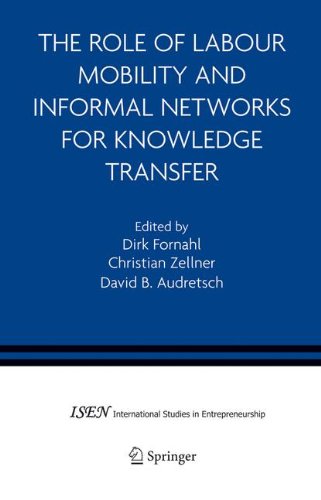 THE ROLE OF LABOUR
MOBILITY AND
INFORMAL NETWORKS
FOR KNOWLEDGE
TRANSFER
Edited by
Dirk Fornahl
Christian Zellner
David B. Audretsch
ISEN International Studies in Entrepreneurship
Springer